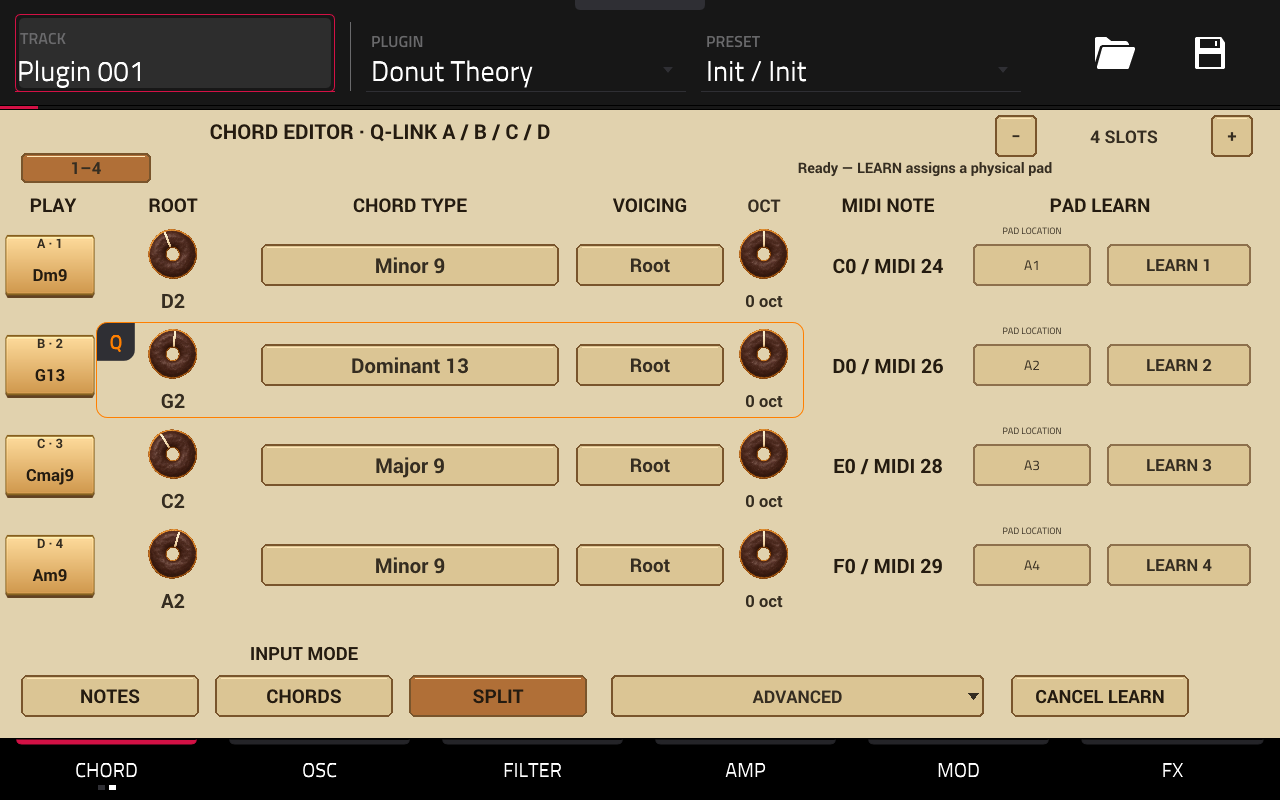 TRACK
Plugin 001
PLUGIN
Donut Theory
PRESET
Init / Init
CHORD EDITOR · Q-LINK A / B / C / D
-
4 SLOTS
+
1–4
Ready — LEARN assigns a physical pad
PLAY
ROOT
CHORD TYPE
VOICING
OCT
MIDI NOTE
PAD LEARN
A · 1
Dm9
D2
Minor 9
Root
0 oct
C0 / MIDI 24
PAD LOCATION
A1
LEARN 1
B · 2
G13
Q
G2
Dominant 13
Root
0 oct
D0 / MIDI 26
PAD LOCATION
A2
LEARN 2
C · 3
Cmaj9
C2
Major 9
Root
0 oct
E0 / MIDI 28
PAD LOCATION
A3
LEARN 3
D · 4
Am9
A2
Minor 9
Root
0 oct
F0 / MIDI 29
PAD LOCATION
A4
LEARN 4
INPUT MODE
NOTES
CHORDS
SPLIT
ADVANCED
CANCEL LEARN
CHORD
OSC
FILTER
AMP
MOD
FX